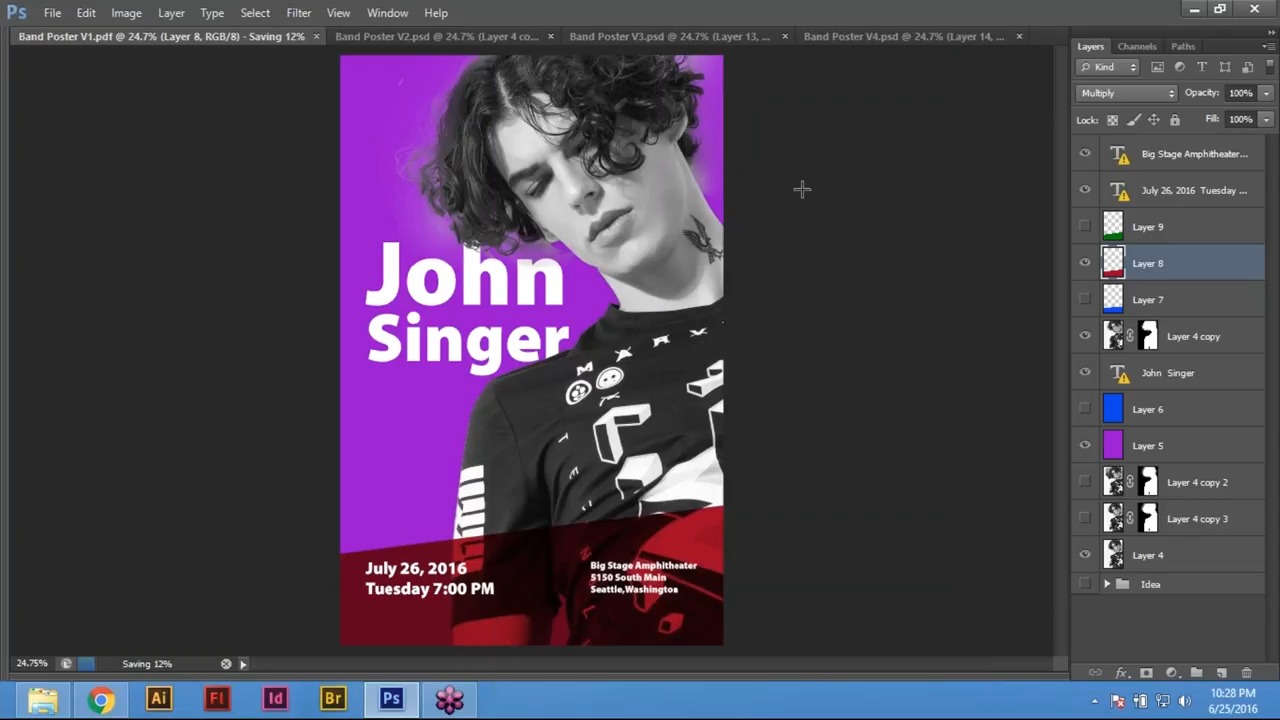 Ps File Edit Image Layer Type Select Filter View Window Help
Band Poster V1.pdf @ 24.7% (Layer 8, RGB/8) - Saving 12% × Band Poster V2.psd @ 24.7% (Layer 4 co... × Band Poster V3.psd @ 24.7% (Layer 13, ... × Band Poster V4.psd @ 24.7% (Layer 14, ... ×
Layers Channels Paths
Kind
Multiply Opacity: 100%
Lock: Fill: 100%
Big Stage Amphitheater...
July 26, 2016 Tuesday ...
Layer 9
Layer 8
Layer 7
Layer 4 copy
John Singer
Layer 6
Layer 5
Layer 4 copy 2
Layer 4 copy 3
Layer 4
Idea
John
Singer
July 26, 2016
Tuesday 7:00 PM
Big Stage Amphitheater
5150 South Main
Seattle,Washington
24.75% Saving 12%
Ai Fl Id Br Ps
10:28 PM
6/25/2016